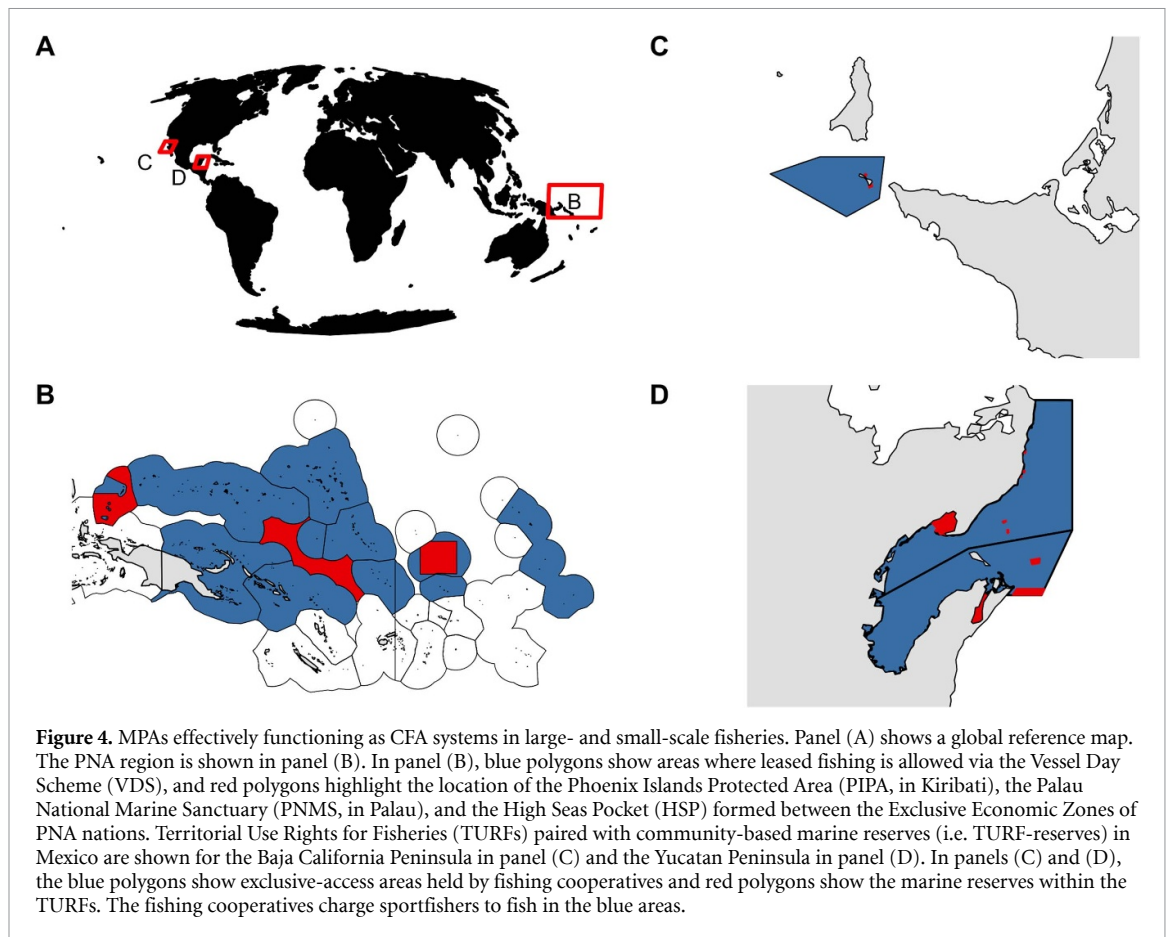 A
C
D
B
C
B
D
Figure 4. MPAs effectively functioning as CFA systems in large- and small-scale fisheries. Panel (A) shows a global reference map.
The PNA region is shown in panel (B). In panel (B), blue polygons show areas where leased fishing is allowed via the Vessel Day
Scheme (VDS), and red polygons highlight the location of the Phoenix Islands Protected Area (PIPA, in Kiribati), the Palau
National Marine Sanctuary (PNMS, in Palau), and the High Seas Pocket (HSP) formed between the Exclusive Economic Zones of
PNA nations. Territorial Use Rights for Fisheries (TURFs) paired with community-based marine reserves (i.e. TURF-reserves) in
Mexico are shown for the Baja California Peninsula in panel (C) and the Yucatan Peninsula in panel (D). In panels (C) and (D),
the blue polygons show exclusive-access areas held by fishing cooperatives and red polygons show the marine reserves within the
TURFs. The fishing cooperatives charge sportfishers to fish in the blue areas.